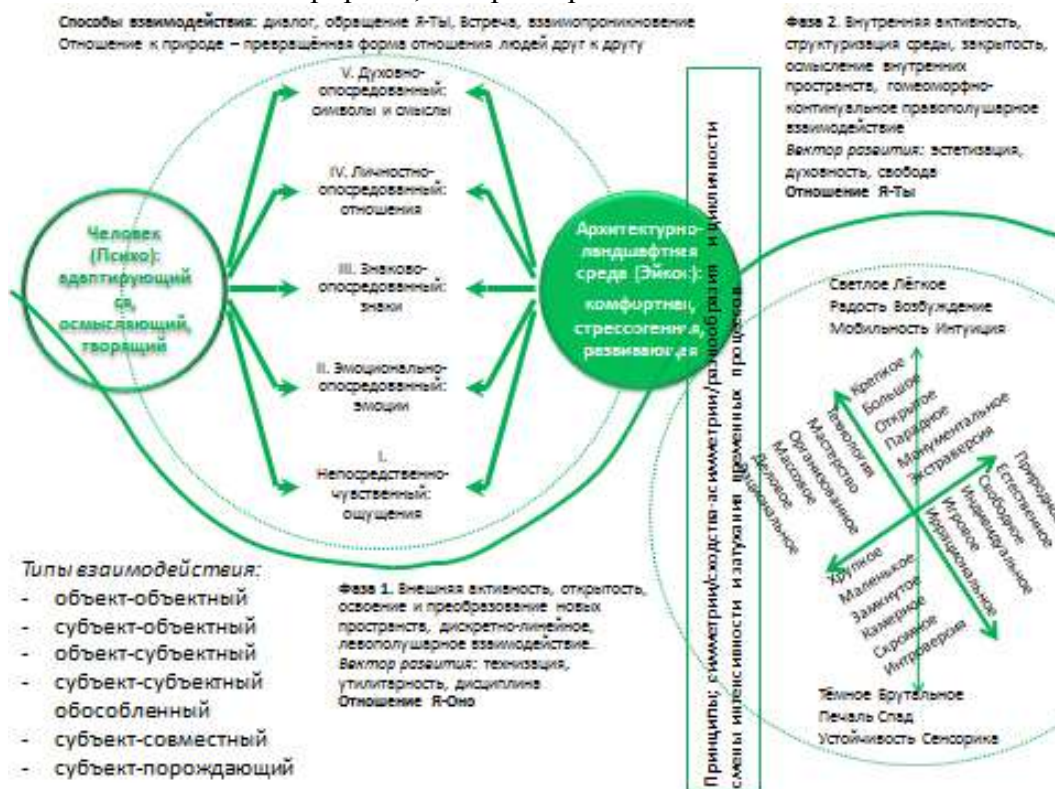 Способы взаимодействия: диалог, обращение Я-Ты, Встреча, взаимопроникновение
Отношение к природе – превращённая форма отношения людей друг к другу
V. Духовно-
опосредованный:
символы и смыслы
IV. Личностно-
опосредованный:
отношения
III. Знаково-
опосредованный:
знаки
II. Эмоционально-
опосредованный:
эмоции
I.
Непосредственно-
чувственный:
ощущения
Человек
(Психо):
адаптирующий
ся,
осмысляющий,
творящий
Архитектурно-
ландшафтная
среда (Эйкос):
комфортная,
стрессогенная,
развивающая
Типы взаимодействия:
- объект-объектный
- субъект-объектный
- объект-субъектный
- субъект-субъектный
обособленный
- субъект-совместный
- субъект-порождающий
Фаза 1. Внешняя активность, открытость,
освоение и преобразование новых
пространств, дискретно-линейное,
левополушарное взаимодействие.
Вектор развития: технизация,
утилитарность, дисциплина
Отношение Я-Оно
Принципы: симметрии/сходства-асимметрии/разнообразия и цикличности
смены интенсивности и затухания временных процессов
Фаза 2. Внутренняя активность,
структуризация среды, закрытость,
осмысление внутренних
пространств, гомеоморфно-
континуальное правополушарное
взаимодействие
Вектор развития: эстетизация,
духовность, свобода
Отношение Я-Ты
Светлое Лёгкое
Радость Возбуждение
Мобильность Интуиция
Крепкое
Большое
Открытое
Парадное
Монументальное
Экстраверсия
Технология
Мастерство
Организованное
Массовое
Деловое
Рациональное
Природное
Естественное
Свободное
Индивидуальное
Игровое
Иррациональное
Хрупкое
Маленькое
Замкнутое
Камерное
Скромное
Интроверсия
Тёмное Брутальное
Печаль Спад
Устойчивость Сенсорика